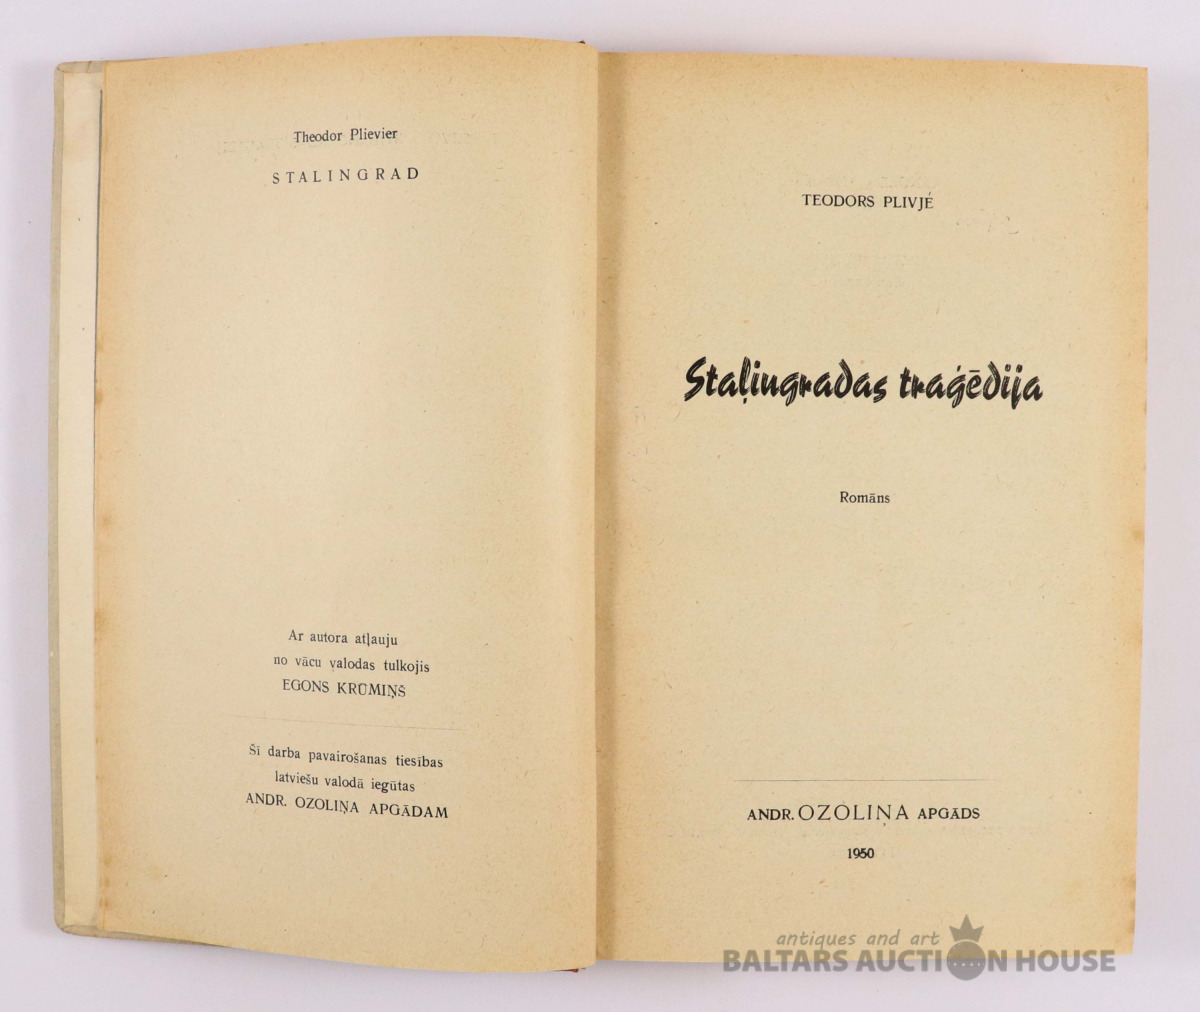 Theodor Plievier
STALINGRAD
Ar autora atļauju
no vācu valodas tulkojis
EGONS KRŪMIŅŠ
Šī darba pavairošanas tiesības
latviešu valodā iegūtas
ANDR. OZOLIŅA APGĀDAM
TEODORS PLIVJÉ
Staļingradas traģēdija
Romāns
ANDR. OZOLIŅA APGĀDS
1950
antiques and art
BALTARS AUCTION HOUSE